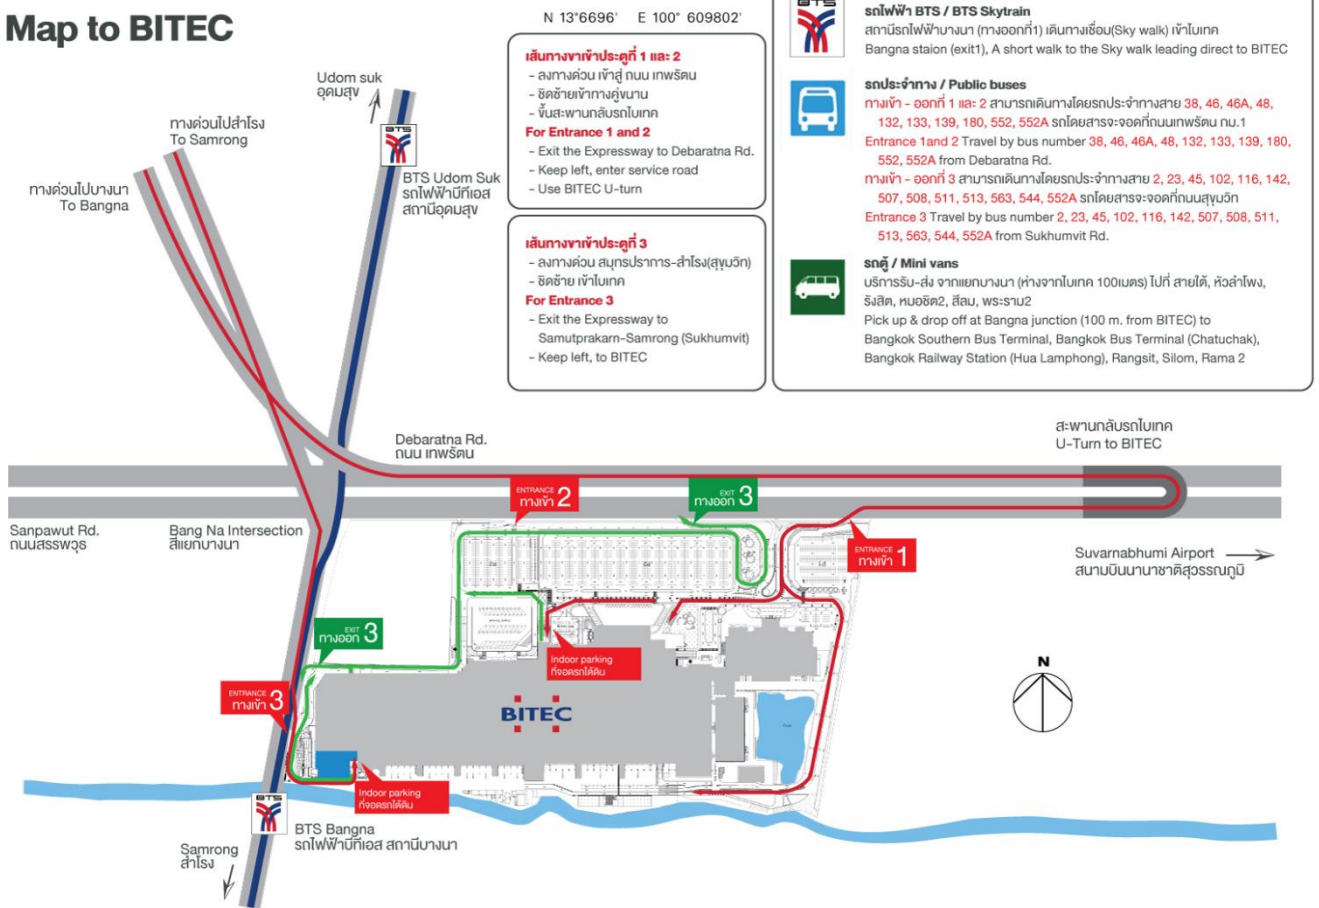 Map to BITEC
N 13°6696' E 100° 609802'
เส้นทางขาเข้าประตูที่ 1 และ 2
- ลงทางด่วน เข้าสู่ ถนน เทพรัตน
- ชิดซ้ายเข้าทางคู่ขนาน
- ขึ้นสะพานกลับรถไบเทค
For Entrance 1 and 2
- Exit the Expressway to Debaratna Rd.
- Keep left, enter service road
- Use BITEC U-turn
เส้นทางขาเข้าประตูที่ 3
- ลงทางด่วน สมุทรปราการ-สำโรง(สุขุมวิท)
- ชิดซ้าย เข้าไบเทค
For Entrance 3
- Exit the Expressway to
Samutprakarn-Samrong (Sukhumvit)
- Keep left, to BITEC
BTS
รถไฟฟ้า BTS / BTS Skytrain
สถานีรถไฟฟ้าบางนา (ทางออกที่1) เดินทางเชื่อม(Sky walk) เข้าไบเทค
Bangna staion (exit1), A short walk to the Sky walk leading direct to BITEC
รถประจำทาง / Public buses
ทางเข้า - ออกที่ 1 และ 2 สามารถเดินทางโดยรถประจำทางสาย 38, 46, 46A, 48,
132, 133, 139, 180, 552, 552A รถโดยสารจะจอดที่ถนนเทพรัตน กม.1
Entrance 1and 2 Travel by bus number 38, 46, 46A, 48, 132, 133, 139, 180,
552, 552A from Debaratna Rd.
ทางเข้า - ออกที่ 3 สามารถเดินทางโดยรถประจำทางสาย 2, 23, 45, 102, 116, 142,
507, 508, 511, 513, 563, 544, 552A รถโดยสารจะจอดที่ถนนสุขุมวิท
Entrance 3 Travel by bus number 2, 23, 45, 102, 116, 142, 507, 508, 511,
513, 563, 544, 552A from Sukhumvit Rd.
รถตู้ / Mini vans
บริการรับ-ส่ง จากแยกบางนา (ห่างจากไบเทค 100เมตร) ไปที่ สายใต้, หัวลำโพง,
รังสิต, หมอชิต2, สีลม, พระราม2
Pick up & drop off at Bangna junction (100 m. from BITEC) to
Bangkok Southern Bus Terminal, Bangkok Bus Terminal (Chatuchak),
Bangkok Railway Station (Hua Lamphong), Rangsit, Silom, Rama 2
Udom suk
อุดมสุข
ทางด่วนไปสำโรง
To Samrong
ทางด่วนไปบางนา
To Bangna
BTS
BTS Udom Suk
รถไฟฟ้าบีทีเอส
สถานีอุดมสุข
Debaratna Rd.
ถนน เทพรัตน
สะพานกลับรถไบเทค
U-Turn to BITEC
ENTRANCE
ทางเข้า 2
EXIT
ทางออก 3
Sanpawut Rd.
ถนนสรรพวุธ
Bang Na Intersection
สี่แยกบางนา
ENTRANCE
ทางเข้า 1
Suvarnabhumi Airport
สนามบินนานาชาติสุวรรณภูมิ
EXIT
ทางออก 3
Indoor parking
ที่จอดรถใต้ดิน
N
ENTRANCE
ทางเข้า 3
BITEC
Indoor parking
ที่จอดรถใต้ดิน
BTS
BTS Bangna
รถไฟฟ้าบีทีเอส สถานีบางนา
Samrong
สำโรง